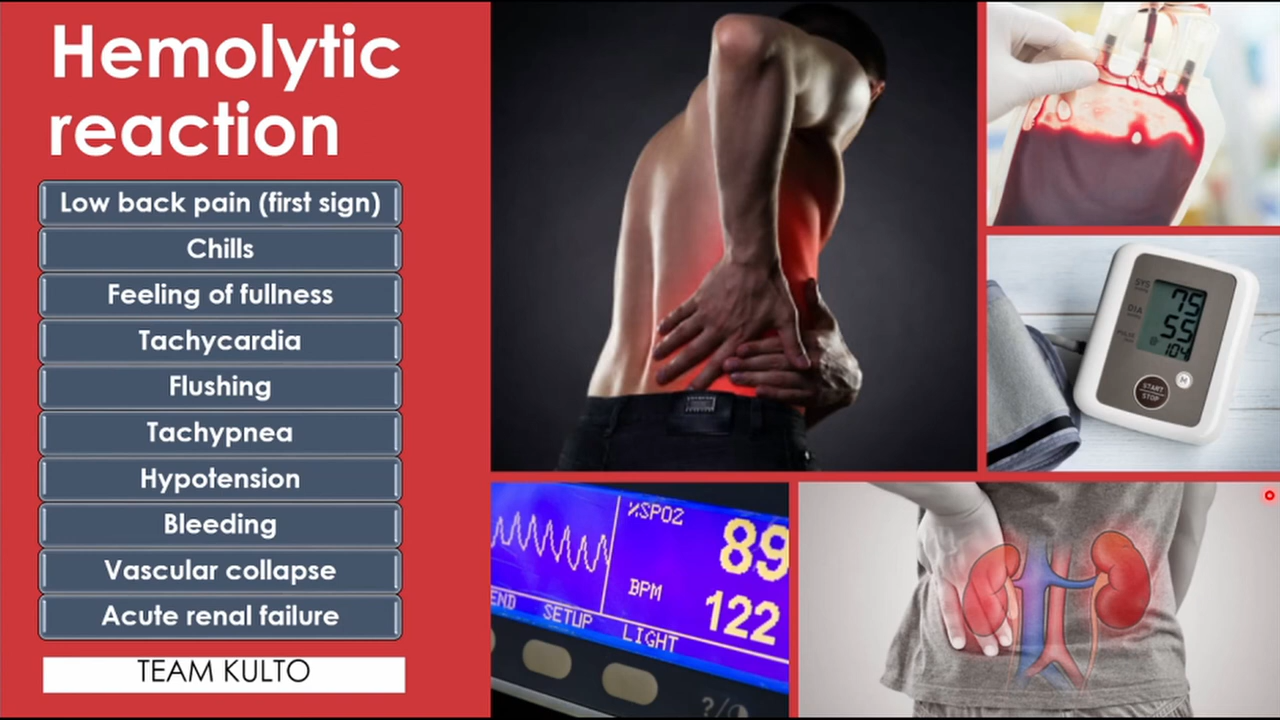 Hemolytic
reaction
Low back pain (first sign)
Chills
Feeling of fullness
Tachycardia
Flushing
Tachypnea
Hypotension
Bleeding
Vascular collapse
Acute renal failure
TEAM KULTO
SYS
75
DIA
55
104
M
START
STOP
%SPO2
89
BPM
122
END SETUP LIGHT